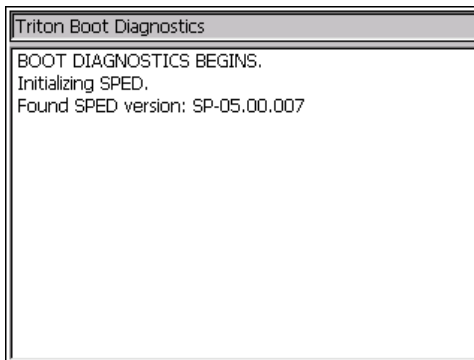 Triton Boot Diagnostics
BOOT DIAGNOSTICS BEGINS.
Initializing SPED.
Found SPED version: SP-05.00.007